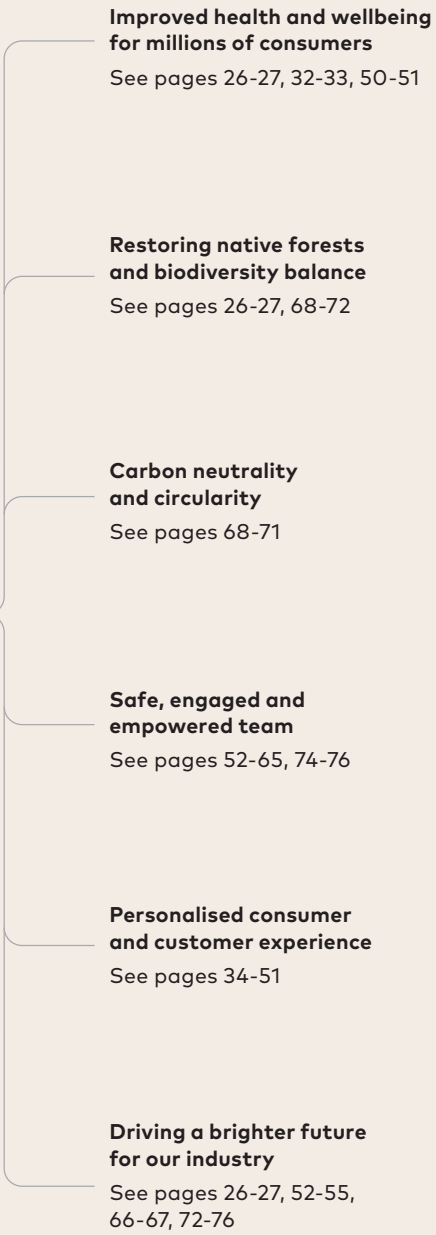 Improved health and wellbeing
for millions of consumers
See pages 26-27, 32-33, 50-51
Restoring native forests
and biodiversity balance
See pages 26-27, 68-72
Carbon neutrality
and circularity
See pages 68-71
Safe, engaged and
empowered team
See pages 52-65, 74-76
Personalised consumer
and customer experience
See pages 34-51
Driving a brighter future
for our industry
See pages 26-27, 52-55,
66-67, 72-76